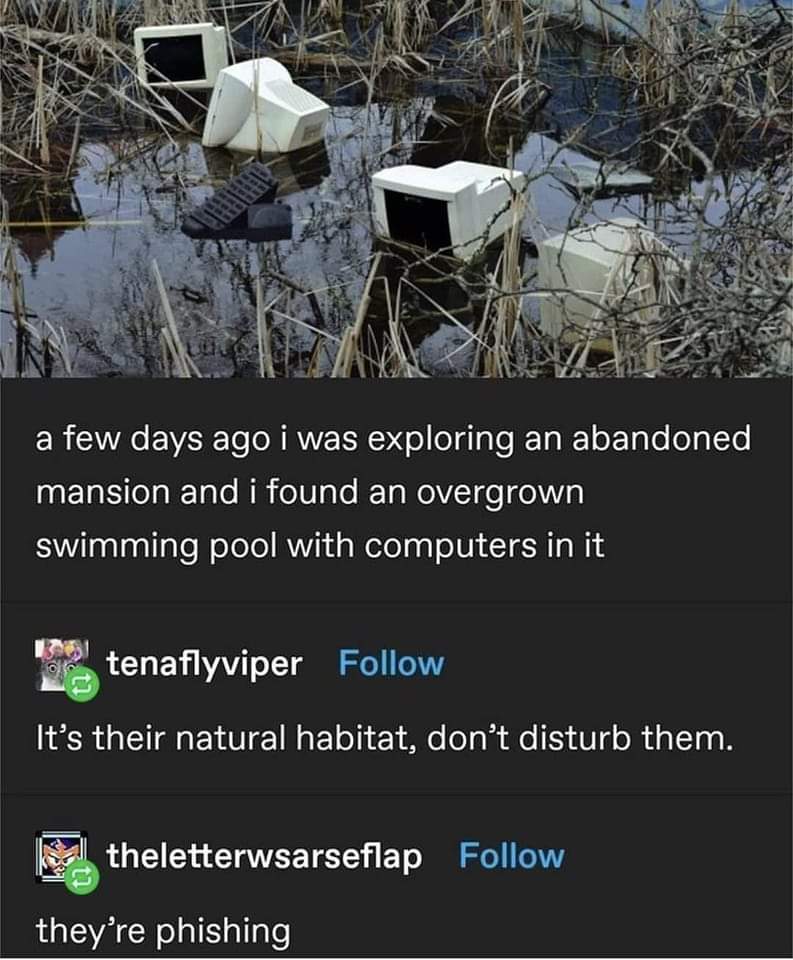 a few days ago i was exploring an abandoned
mansion and i found an overgrown
swimming pool with computers in it
tenaflyviper Follow
It’s their natural habitat, don’t disturb them.
theletterwsarseflap Follow
they’re phishing